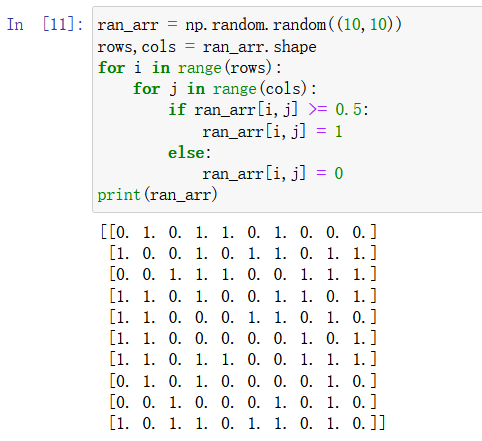 In [11]: ran_arr = np.random.random((10,10))
rows,cols = ran_arr.shape
for i in range(rows):
    for j in range(cols):
        if ran_arr[i,j] >= 0.5:
            ran_arr[i,j] = 1
        else:
            ran_arr[i,j] = 0
print(ran_arr)
[[0. 1. 0. 1. 1. 0. 1. 0. 0. 0.]
 [1. 0. 0. 1. 0. 1. 1. 0. 1. 1.]
 [0. 0. 1. 1. 1. 0. 0. 1. 1. 1.]
 [1. 1. 0. 1. 0. 0. 1. 1. 0. 1.]
 [1. 1. 0. 0. 0. 1. 1. 0. 1. 0.]
 [1. 1. 0. 0. 0. 0. 0. 1. 0. 1.]
 [1. 1. 0. 1. 1. 0. 0. 1. 1. 1.]
 [0. 1. 0. 1. 0. 0. 0. 0. 1. 0.]
 [0. 0. 1. 0. 0. 0. 1. 0. 1. 0.]
 [1. 0. 1. 1. 0. 1. 1. 0. 1. 0.]]